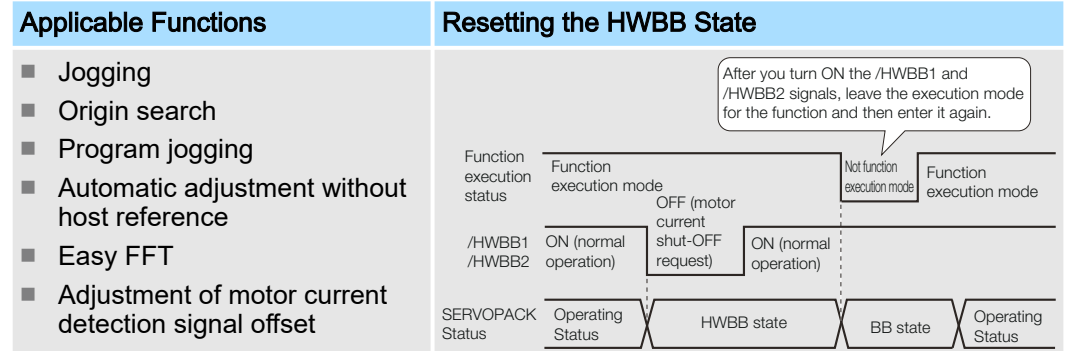 Applicable Functions
Resetting the HWBB State
■ Jogging
■ Origin search
■ Program jogging
■ Automatic adjustment without
host reference
■ Easy FFT
■ Adjustment of motor current
detection signal offset
After you turn ON the /HWBB1 and
/HWBB2 signals, leave the execution mode
for the function and then enter it again.
Function
execution
status
Function
execution mode
Not function
execution mode
Function
execution mode
/HWBB1
/HWBB2
ON (normal
operation)
OFF (motor
current
shut-OFF
request)
ON (normal
operation)
SERVOPACK
Status
Operating
Status
HWBB state
BB state
Operating
Status